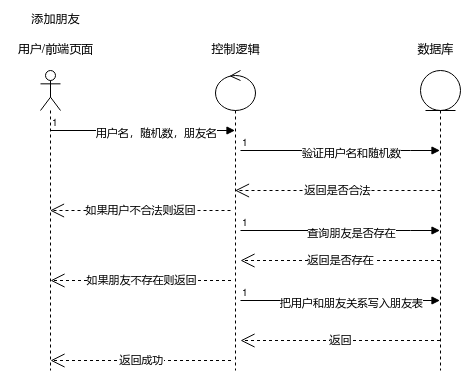 添加朋友
用户/前端页面 控制逻辑 数据库
1
用户名，随机数，朋友名
1
验证用户名和随机数
返回是否合法
如果用户不合法则返回
1
查询朋友是否存在
返回是否存在
如果朋友不存在则返回
1
把用户和朋友关系写入朋友表
返回
返回成功